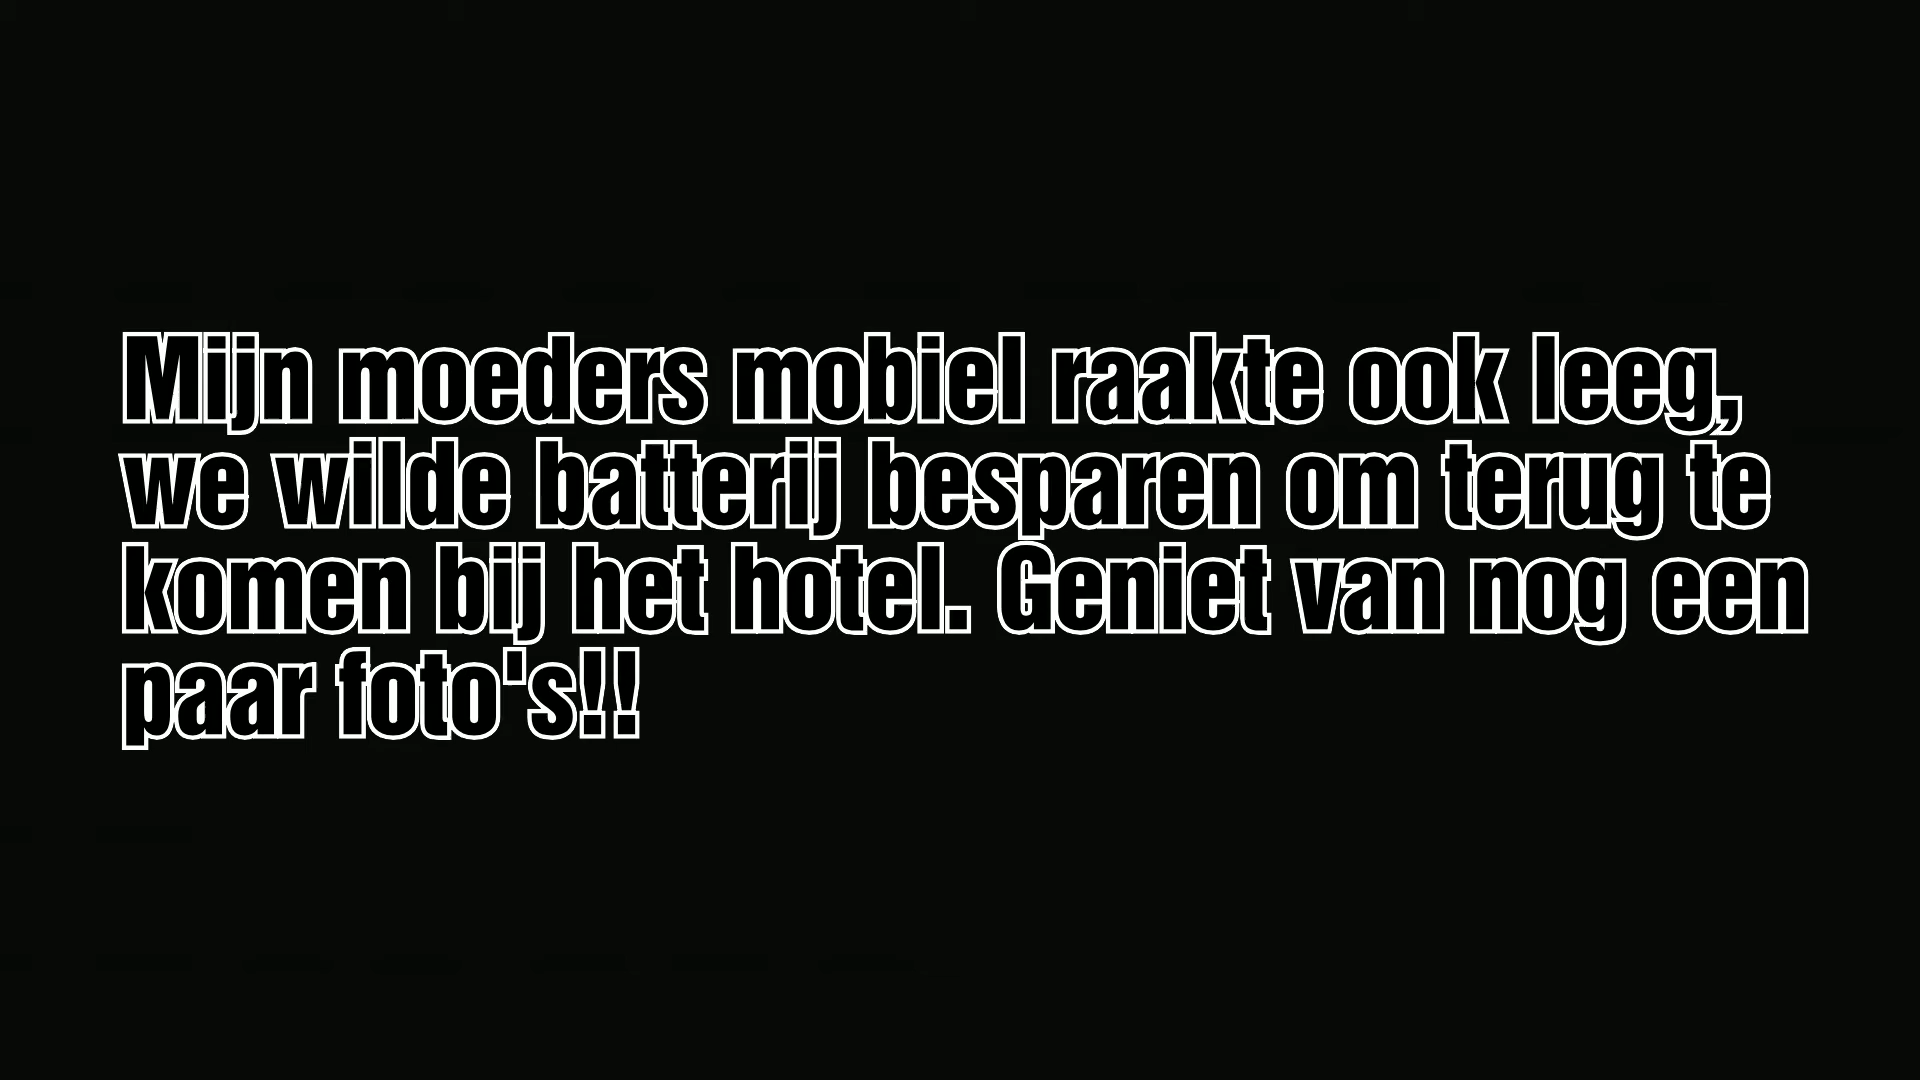 Mijn moeders mobiel raakte ook leeg,
we wilde batterij besparen om terug te
komen bij het hotel. Geniet van nog een
paar foto's!!